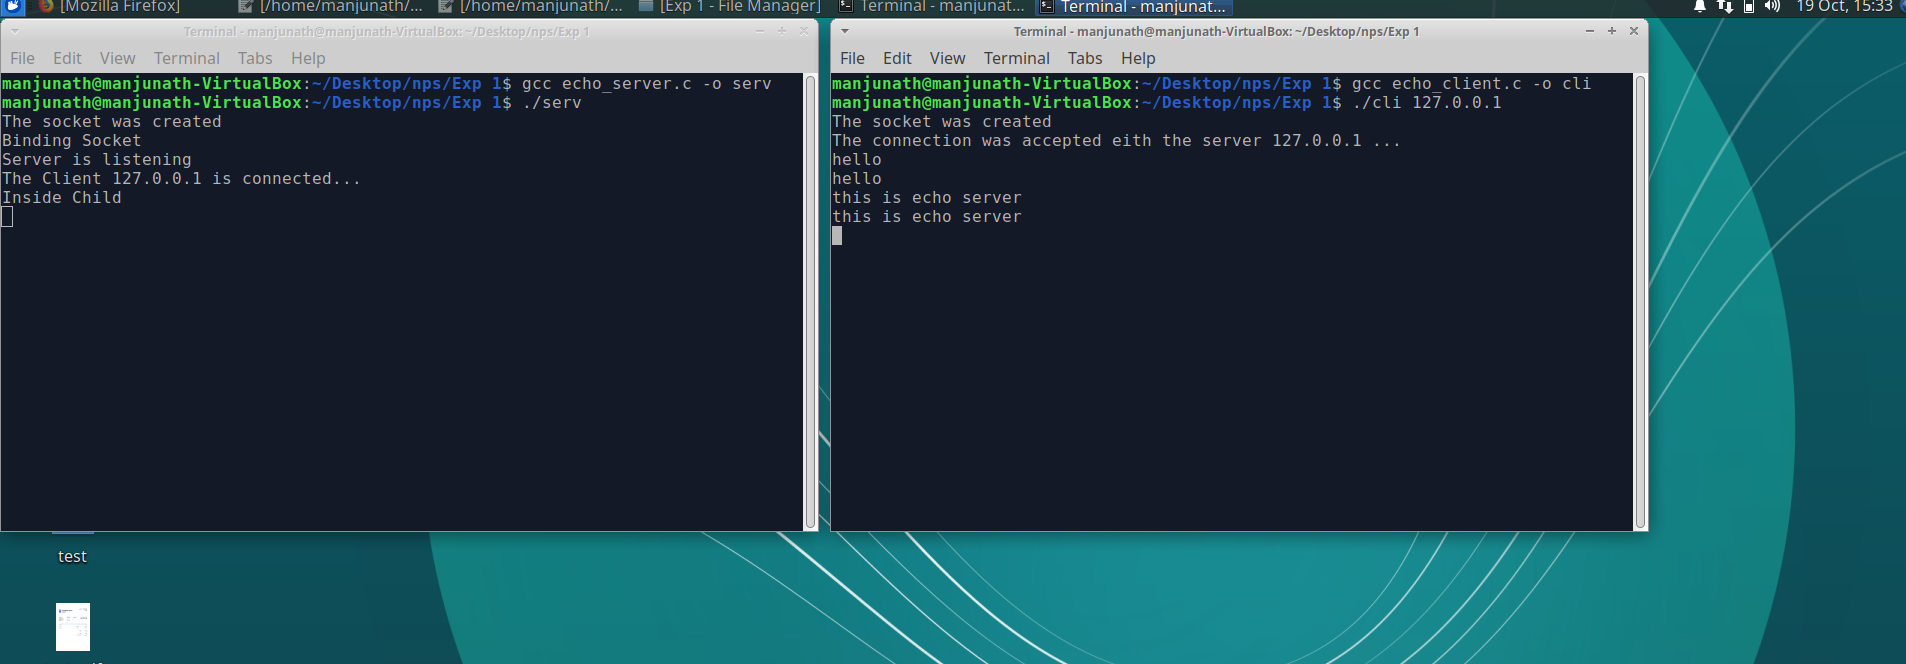 [Mozilla Firefox]
[/home/manjunath/...
[/home/manjunath/...
[Exp 1 - File Manager]
Terminal - manjunat...
Terminal - manjunat...
19 Oct, 15:33
Terminal - manjunath@manjunath-VirtualBox: ~/Desktop/nps/Exp 1
File Edit View Terminal Tabs Help
manjunath@manjunath-VirtualBox:~/Desktop/nps/Exp 1$ gcc echo_server.c -o serv
manjunath@manjunath-VirtualBox:~/Desktop/nps/Exp 1$ ./serv
The socket was created
Binding Socket
Server is listening
The Client 127.0.0.1 is connected...
Inside Child
Terminal - manjunath@manjunath-VirtualBox: ~/Desktop/nps/Exp 1
File Edit View Terminal Tabs Help
manjunath@manjunath-VirtualBox:~/Desktop/nps/Exp 1$ gcc echo_client.c -o cli
manjunath@manjunath-VirtualBox:~/Desktop/nps/Exp 1$ ./cli 127.0.0.1
The socket was created
The connection was accepted eith the server 127.0.0.1 ...
hello
hello
this is echo server
this is echo server
test